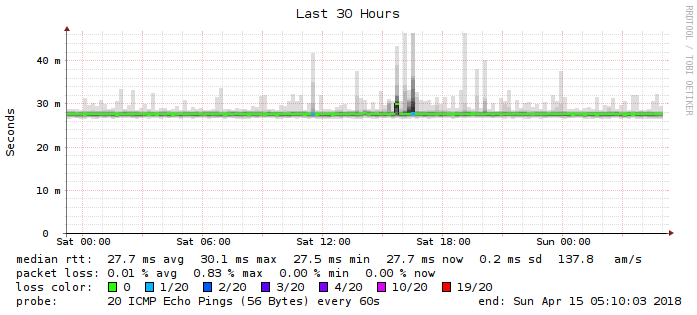 Last 30 Hours
RRDTOOL / TOBI OETIKER
Seconds
40 m
30 m
20 m
10 m
0
Sat 00:00 Sat 06:00 Sat 12:00 Sat 18:00 Sun 00:00
median rtt: 27.7 ms avg 30.1 ms max 27.5 ms min 27.7 ms now 0.2 ms sd 137.8 am/s
packet loss: 0.01 % avg 0.83 % max 0.00 % min 0.00 % now
loss color: 0 1/20 2/20 3/20 4/20 10/20 19/20
probe: 20 ICMP Echo Pings (56 Bytes) every 60s end: Sun Apr 15 05:10:03 2018